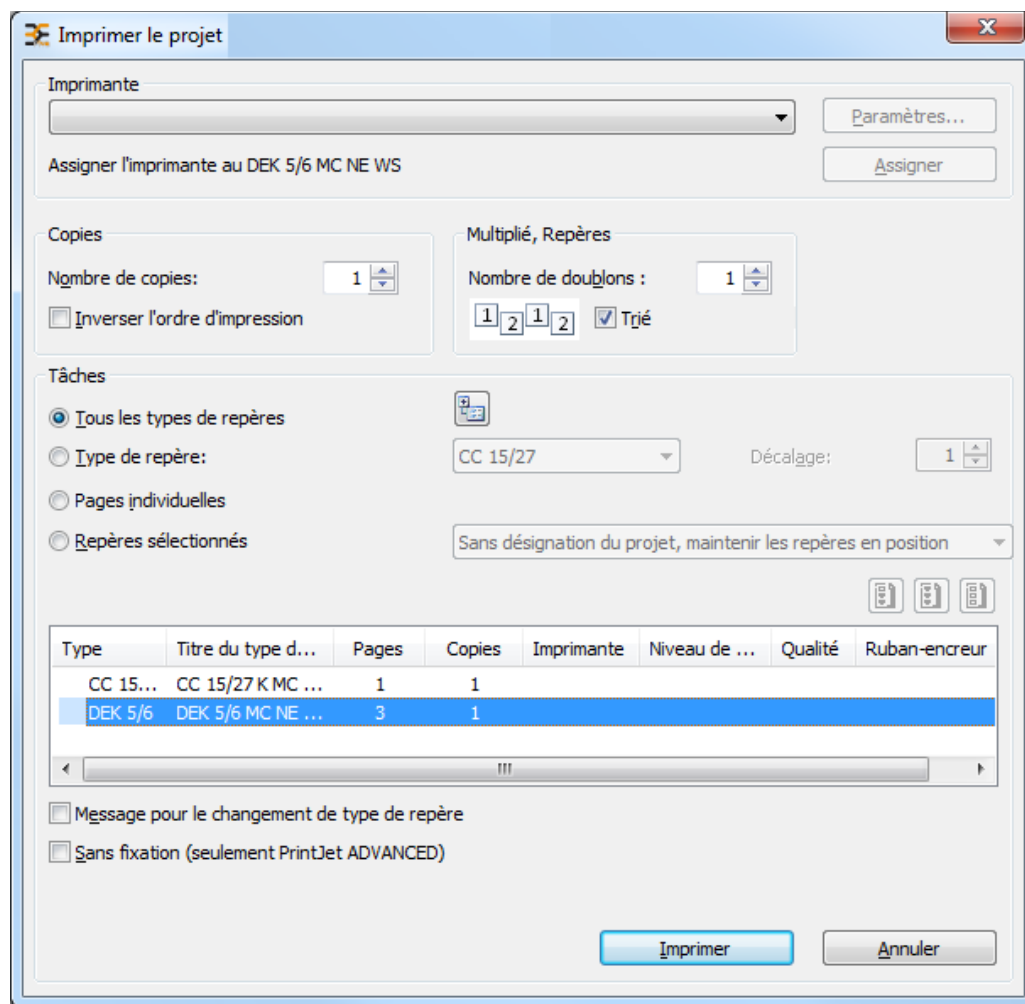 Imprimer le projet
Imprimante
Paramètres...
Assigner l'imprimante au DEK 5/6 MC NE WS
Assigner
Copies
Multiplié, Repères
Nombre de copies: 1
Nombre de doublons : 1
Inverser l'ordre d'impression
1 2 1 2 Trié
Tâches
Tous les types de repères
Type de repère: CC 15/27 Décalage: 1
Pages individuelles
Repères sélectionnés Sans désignation du projet, maintenir les repères en position
Type Titre du type d... Pages Copies Imprimante Niveau de ... Qualité Ruban-encreur
CC 15... CC 15/27 K MC ... 1 1
DEK 5/6 DEK 5/6 MC NE ... 3 1
Message pour le changement de type de repère
Sans fixation (seulement PrintJet ADVANCED)
Imprimer Annuler